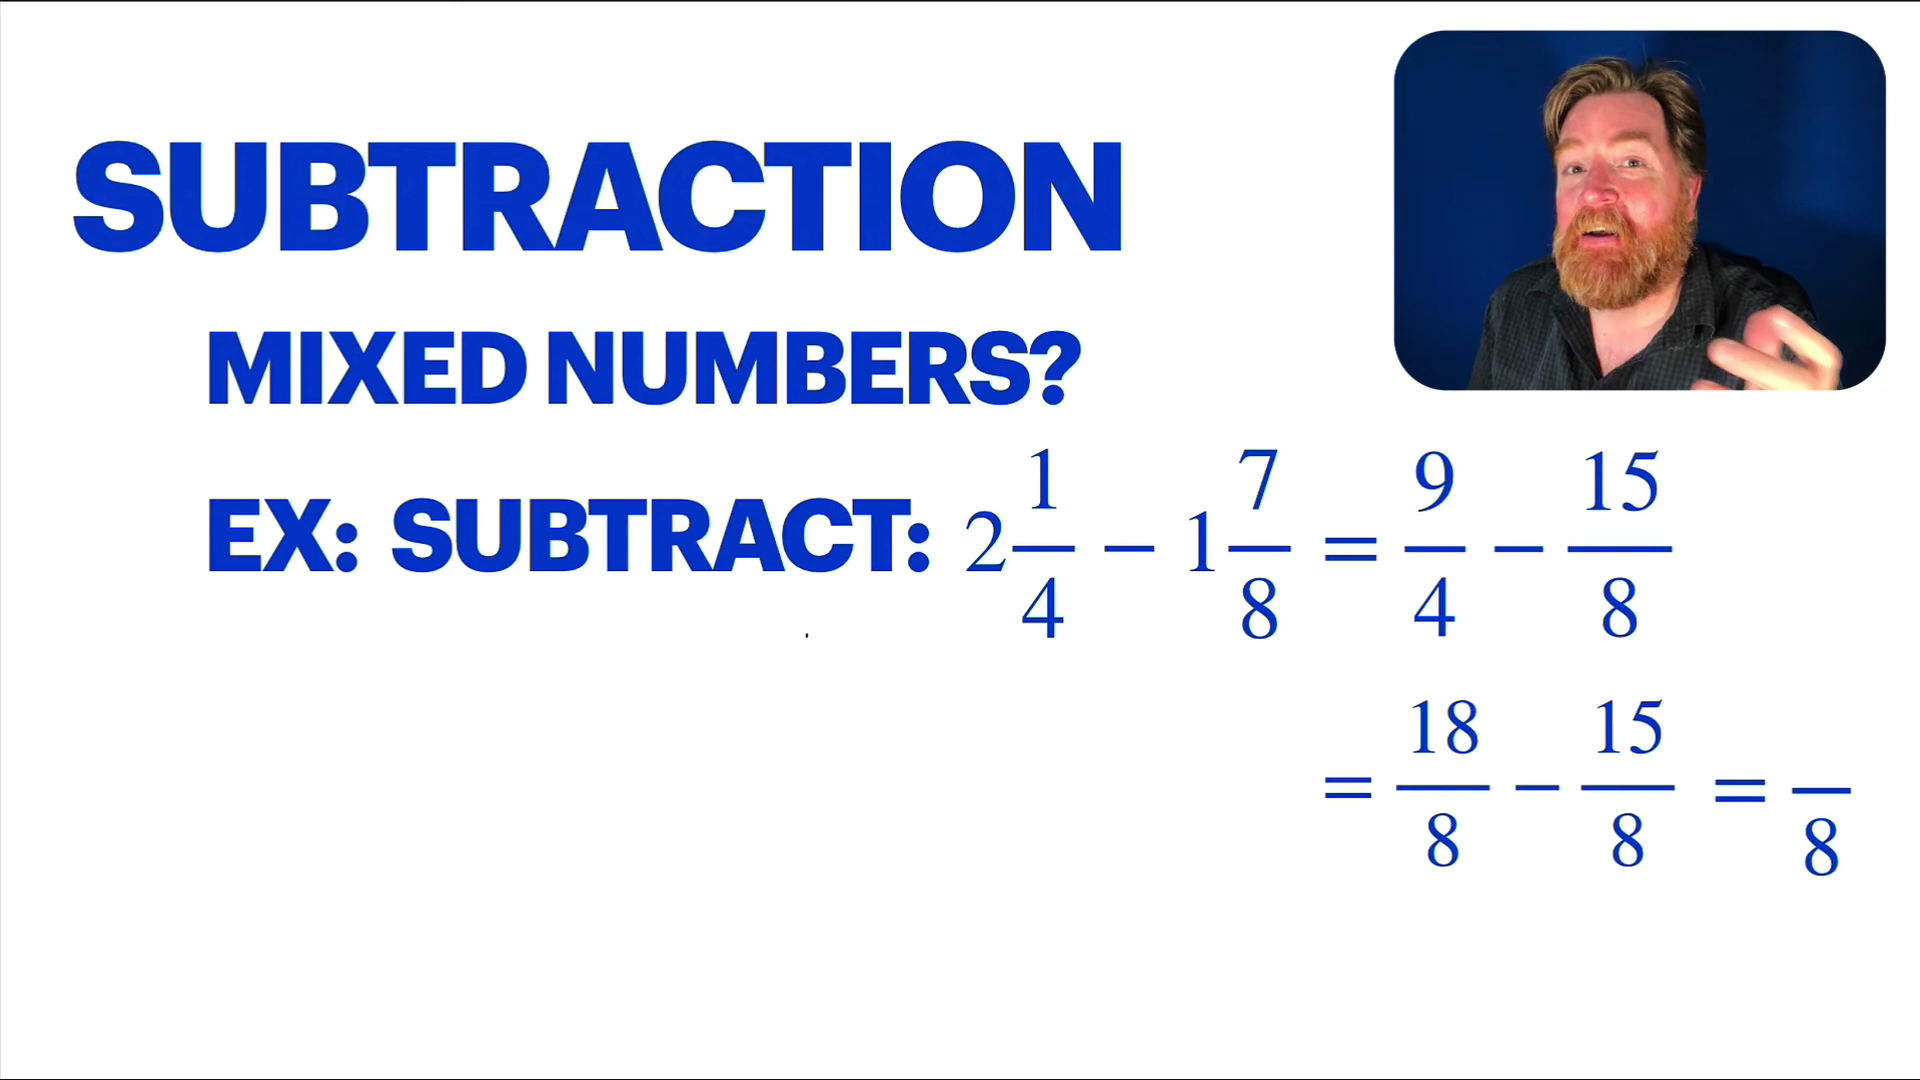 SUBTRACTION
MIXED NUMBERS?
EX: SUBTRACT: 2 1/4 − 1 7/8 = 9/4 − 15/8
= 18/8 − 15/8 = /8